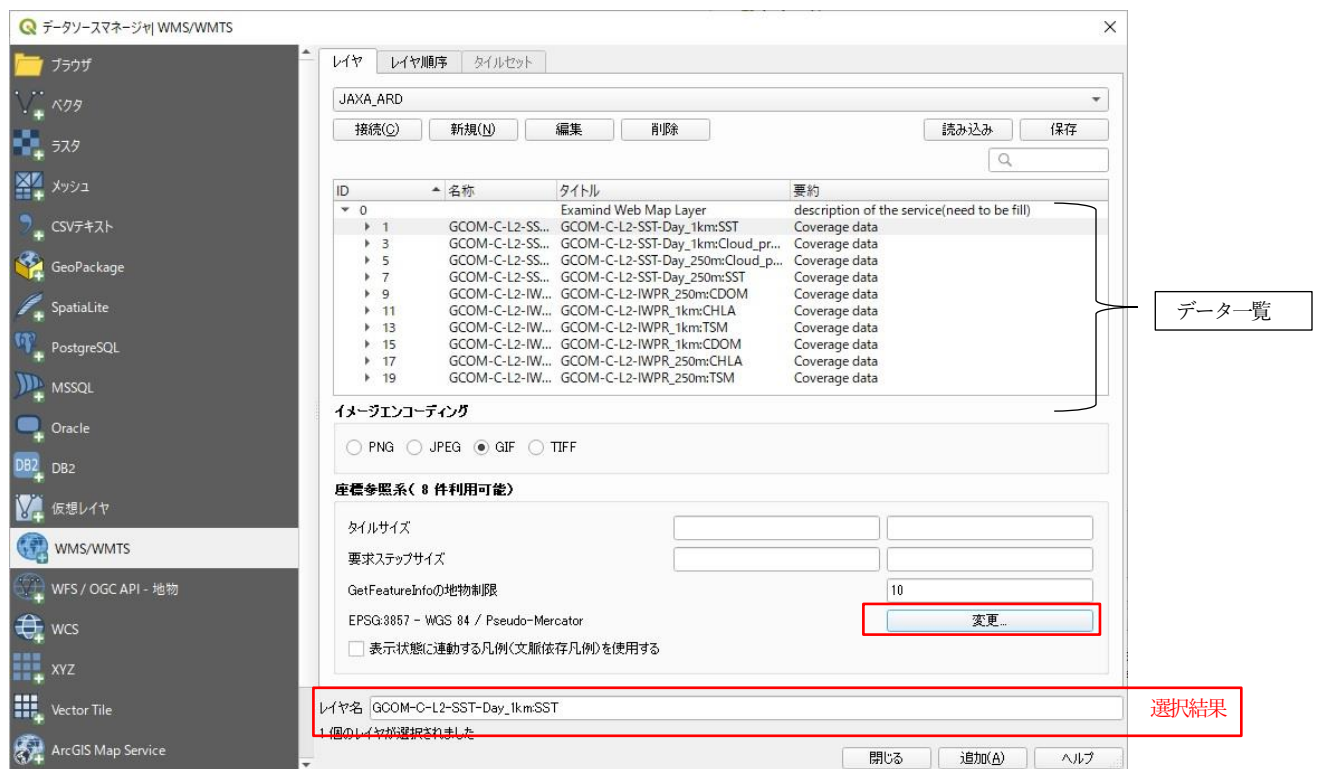 データソースマネージャ| WMS/WMTS
ブラウザ
ベクタ
ラスタ
メッシュ
CSVテキスト
GeoPackage
SpatiaLite
PostgreSQL
MSSQL
Oracle
DB2
DB2
仮想レイヤ
WMS/WMTS
WFS / OGC API - 地物
WCS
XYZ
Vector Tile
ArcGIS Map Service
レイヤ レイヤ順序 タイルセット
JAXA_ARD
接続(C) 新規(N) 編集 削除 読み込み 保存
ID 名称 タイトル 要約
0 Examind Web Map Layer description of the service(need to be fill)
1 GCOM-C-L2-SS... GCOM-C-L2-SST-Day_1km:SST Coverage data
3 GCOM-C-L2-SS... GCOM-C-L2-SST-Day_1km:Cloud_pr... Coverage data
5 GCOM-C-L2-SS... GCOM-C-L2-SST-Day_250m:Cloud_p... Coverage data
7 GCOM-C-L2-SS... GCOM-C-L2-SST-Day_250m:SST Coverage data
9 GCOM-C-L2-IW... GCOM-C-L2-IWPR_250m:CDOM Coverage data
11 GCOM-C-L2-IW... GCOM-C-L2-IWPR_1km:CHLA Coverage data
13 GCOM-C-L2-IW... GCOM-C-L2-IWPR_1km:TSM Coverage data
15 GCOM-C-L2-IW... GCOM-C-L2-IWPR_1km:CDOM Coverage data
17 GCOM-C-L2-IW... GCOM-C-L2-IWPR_250m:CHLA Coverage data
19 GCOM-C-L2-IW... GCOM-C-L2-IWPR_250m:TSM Coverage data
データ一覧
イメージエンコーディング
PNG JPEG GIF TIFF
座標参照系( 8 件利用可能)
タイルサイズ
要求ステップサイズ
GetFeatureInfoの地物制限 10
EPSG:3857 - WGS 84 / Pseudo-Mercator 変更...
表示状態に連動する凡例(文脈依存凡例)を使用する
レイヤ名 GCOM-C-L2-SST-Day_1km:SST 選択結果
1 個のレイヤが選択されました
閉じる 追加(A) ヘルプ